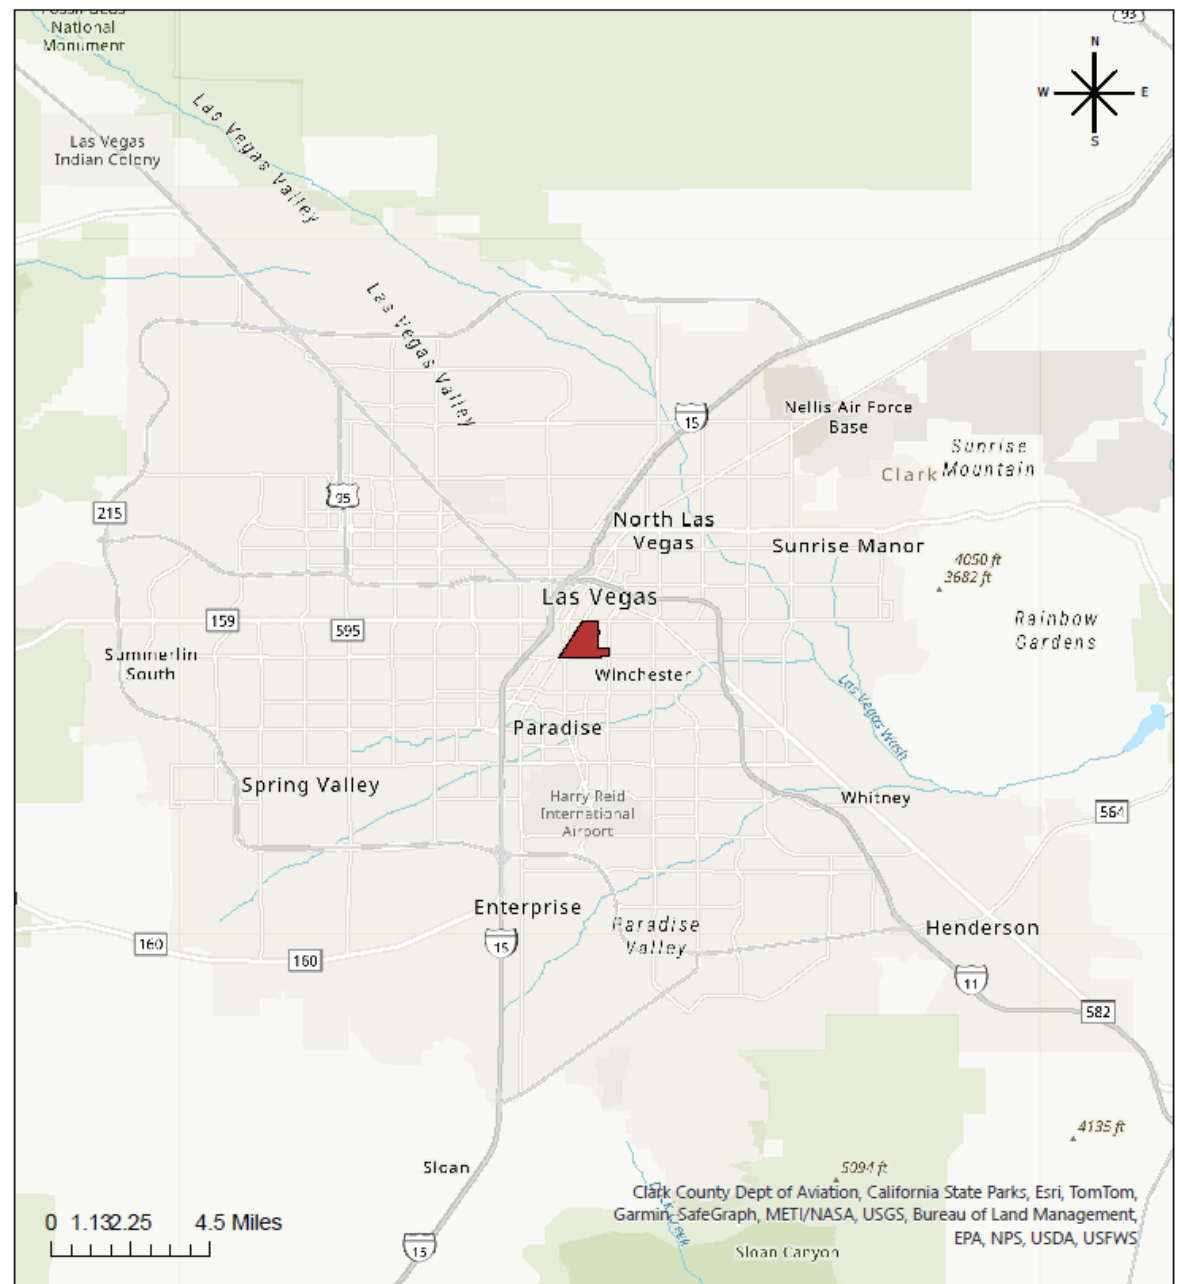 National
Monument
93
N
W E
S
Las Vegas Valley
Las Vegas
Indian Colony
Las Vegas Valley
Nellis Air Force
Base
15
Sunrise
Mountain
Clark
95
215
North Las
Vegas
Sunrise Manor
4050 ft
3682 ft
Las Vegas
159
595
Rainbow
Gardens
Summerlin
South
Winchester
Las Vegas Wash
Paradise
Spring Valley
Harry Reid
International
Airport
Whitney
564
Enterprise
Paradise
Valley
Henderson
160
15
160
11
582
4135 ft
Sloan
5094 ft
Clark County Dept of Aviation, California State Parks, Esri, TomTom,
Garmin, SafeGraph, METI/NASA, USGS, Bureau of Land Management,
EPA, NPS, USDA, USFWS
0 1.132.25 4.5 Miles
15
Sloan Canyon